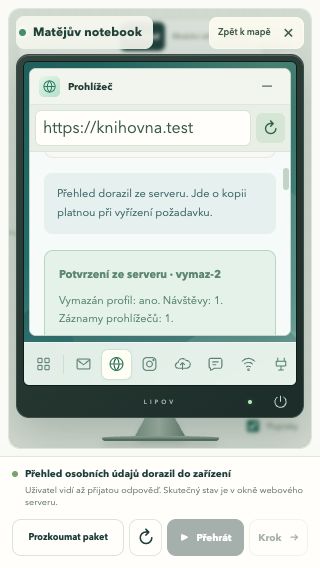 Matějův notebook
Zpět k mapě
Prohlížeč
https://knihovna.test
Přehled dorazil ze serveru. Jde o kopii
platnou při vyřízení požadavku.
Potvrzení ze serveru · vymaz-2
Vymazán profil: ano. Návštěvy: 1.
Záznamy prohlížečů: 1.
LIPOV
Přehled osobních údajů dorazil do zařízení
Uživatel vidí až přijatou odpověď. Skutečný stav je v okně webového
serveru.
Prozkoumat paket
Přehrát
Krok